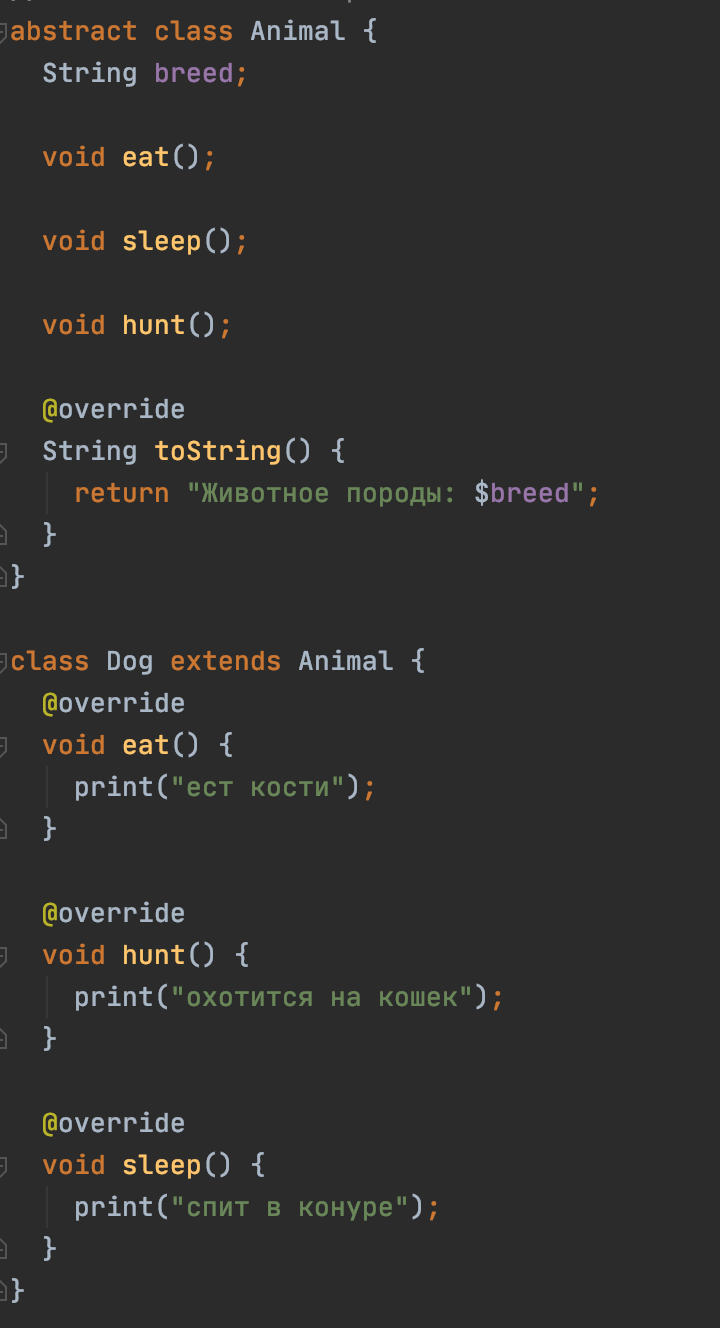 abstract class Animal {
String breed;
void eat();
void sleep();
void hunt();
@override
String toString() {
return "Животное породы: $breed";
}
}
class Dog extends Animal {
@override
void eat() {
print("ест кости");
}
@override
void hunt() {
print("охотится на кошек");
}
@override
void sleep() {
print("спит в конуре");
}
}